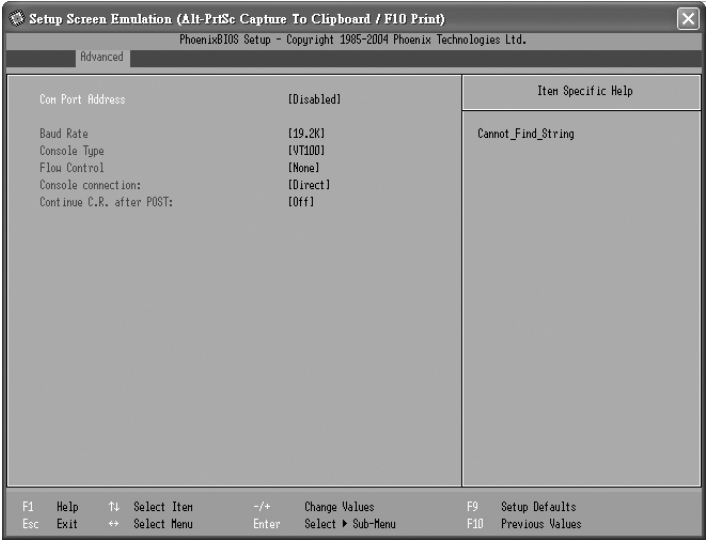 Setup Screen Emulation (Alt-PrtSc Capture To Clipboard / F10 Print)
PhoenixBIOS Setup - Copyright 1985-2004 Phoenix Technologies Ltd.
Advanced
Com Port Address [Disabled]
Baud Rate [19.2K]
Console Type [VT100]
Flow Control [None]
Console connection: [Direct]
Continue C.R. after POST: [Off]
Item Specific Help
Cannot_Find_String
F1 Help ↑↓ Select Item -/+ Change Values F9 Setup Defaults
Esc Exit ↔ Select Menu Enter Select ▶ Sub-Menu F10 Previous Values